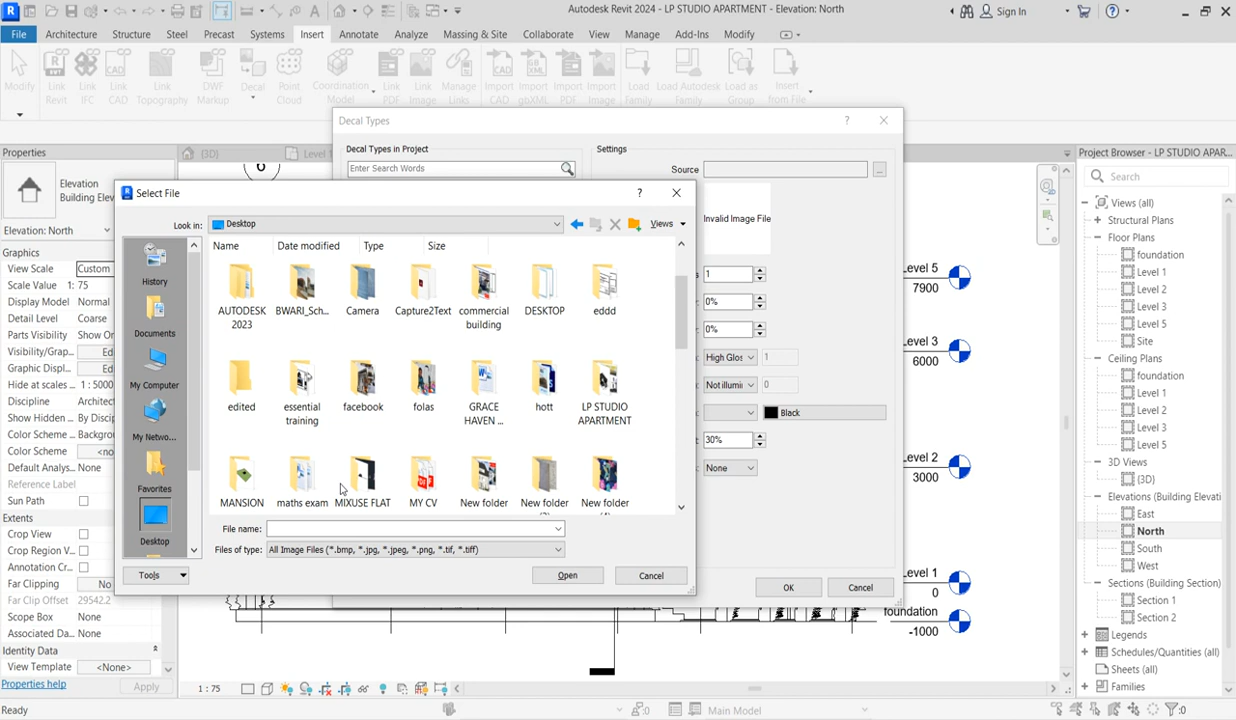 Autodesk Revit 2024 - LP STUDIO APARTMENT - Elevation: North
Sign In
File Architecture Structure Steel Precast Systems Insert Annotate Analyze Massing & Site Collaborate View Manage Add-Ins Modify
Modify
Link Revit
Link IFC
Link CAD
Link Topography
DWF Markup
Decal
Point Cloud
Coordination Model
Link PDF
Link Image
Manage Links
Import CAD
Import gbXML
Import PDF
Import Image
Load Family
Load Autodesk Family
Load as Group
Insert from File
Properties
Elevation
Building Elev
Elevation: North
Graphics
View Scale Custom
Scale Value 1: 75
Display Model Normal
Detail Level Coarse
Parts Visibility Show Or
Visibility/Grap... Ed
Graphic Displ... Ed
Hide at scales ... 1 : 5000
Discipline Archited
Show Hidden ... By Disci
Color Scheme ... Backgro
Color Scheme <no
Default Analys... None
Reference Label
Sun Path
Extents
Crop View
Crop Region V...
Annotation Cr...
Far Clipping No
Far Clip Offset 29542.2
Scope Box None
Associated Da... None
Identity Data
View Template <None>
Properties help
Apply
{3D}
Level 1
6
Decal Types
?
Decal Types in Project
Enter Search Words
Settings
Source
...
Invalid Image File
1
0%
0%
High Glos 1
Not illumi 0
Black
30%
None
OK
Cancel
Select File
?
Look in: Desktop
Views
Name Date modified Type Size
History
Documents
My Computer
My Netwo...
Favorites
Desktop
AUTODESK 2023
BWARI_Sch...
Camera
Capture2Text
commercial building
DESKTOP
eddd
edited
essential training
facebook
folas
GRACE HAVEN ...
hott
LP STUDIO APARTMENT
MANSION
maths exam
MIXUSE FLAT
MY CV
New folder
New folder
New folder
File name:
Files of type: All Image Files (*.bmp, *.jpg, *.jpeg, *.png, *.tif, *.tiff)
Tools
Open
Cancel
Level 5
7900
Level 3
6000
Level 2
3000
Level 1
0
foundation
-1000
Project Browser - LP STUDIO APAR...
Search
Views (all)
Structural Plans
Floor Plans
foundation
Level 1
Level 2
Level 3
Level 5
Site
Ceiling Plans
foundation
Level 1
Level 2
Level 3
Level 5
3D Views
{3D}
Elevations (Building Elevati
East
North
South
West
Sections (Building Section)
Section 1
Section 2
Legends
Schedules/Quantities (all)
Sheets (all)
Families
1 : 75
Ready
:0
Main Model
:0